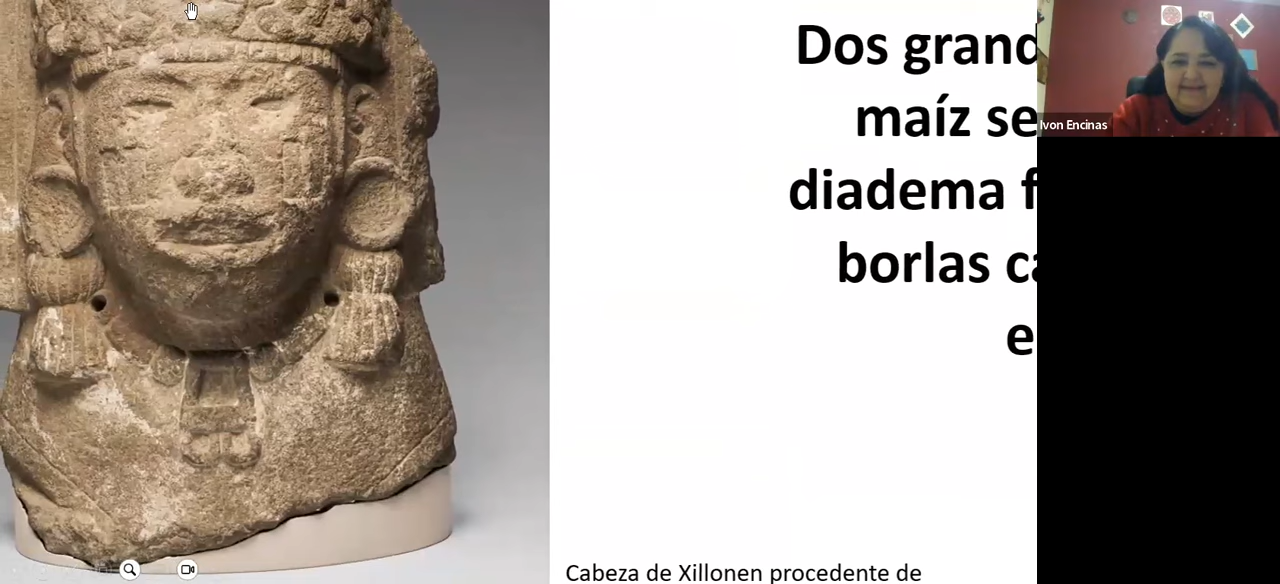 Dos grand
maíz se
diadema f
borlas ca
e
Cabeza de Xillonen procedente de
Ivon Encinas